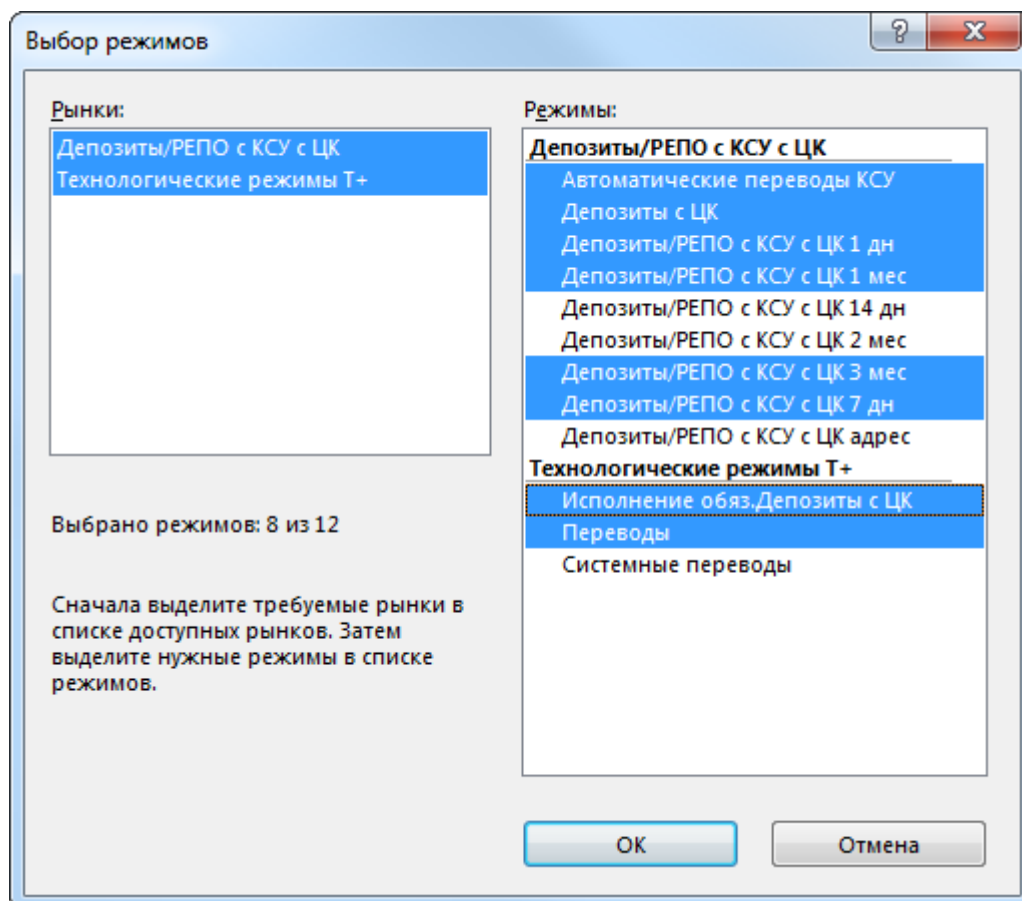 Выбор режимов
Рынки:
Депозиты/РЕПО с КСУ с ЦК
Технологические режимы Т+
Выбрано режимов: 8 из 12
Сначала выделите требуемые рынки в
списке доступных рынков. Затем
выделите нужные режимы в списке
режимов.
Режимы:
Депозиты/РЕПО с КСУ с ЦК
Автоматические переводы КСУ
Депозиты с ЦК
Депозиты/РЕПО с КСУ с ЦК 1 дн
Депозиты/РЕПО с КСУ с ЦК 1 мес
Депозиты/РЕПО с КСУ с ЦК 14 дн
Депозиты/РЕПО с КСУ с ЦК 2 мес
Депозиты/РЕПО с КСУ с ЦК 3 мес
Депозиты/РЕПО с КСУ с ЦК 7 дн
Депозиты/РЕПО с КСУ с ЦК адрес
Технологические режимы Т+
Исполнение обяз.Депозиты с ЦК
Переводы
Системные переводы
ОК
Отмена